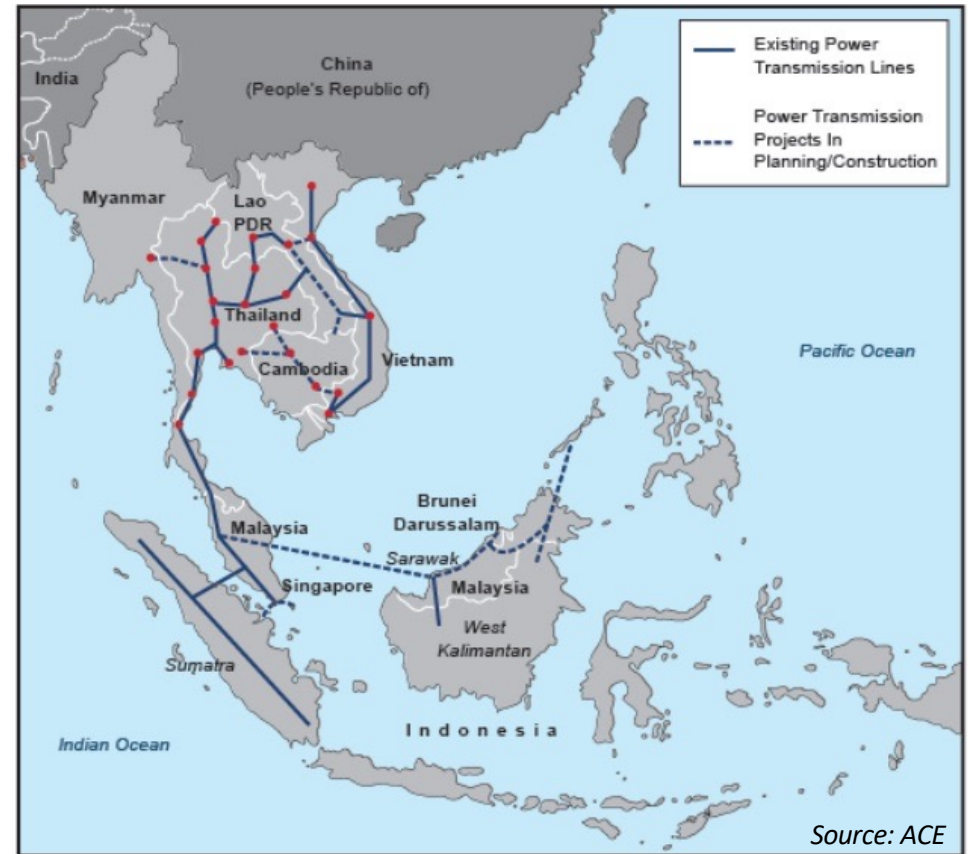 Existing Power
Transmission Lines
Power Transmission
Projects In
Planning/Construction
India
China
(People's Republic of)
Myanmar
Lao
PDR
Thailand
Cambodia
Vietnam
Pacific Ocean
Brunei
Darussalam
Malaysia
Sarawak
Singapore
Malaysia
West
Kalimantan
Sumatra
Indonesia
Indian Ocean
Source: ACE